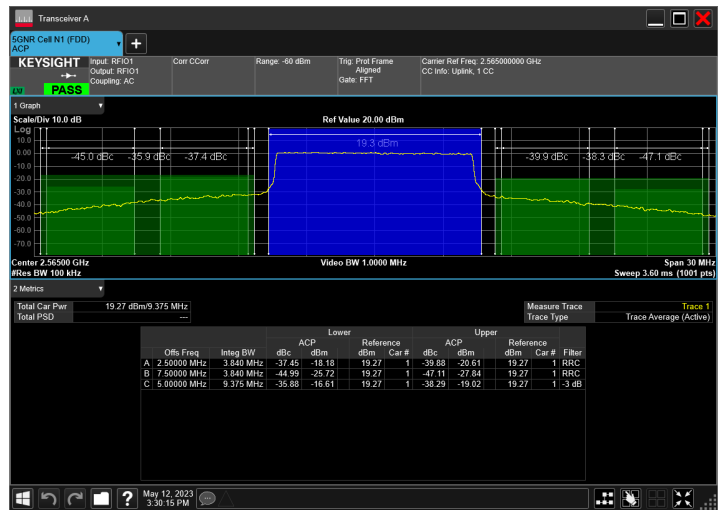 Transceiver A
5GNR Cell N1 (FDD)
ACP
KEYSIGHT
PASS
Input: RFIO1
Output: RFIO1
Coupling: AC
Corr CCorr
Range: -60 dBm
Trig: Prot Frame
Aligned
Gate: FFT
Carrier Ref Freq: 2.565000000 GHz
CC Info: Uplink, 1 CC
1 Graph
Scale/Div 10.0 dB
Ref Value 20.00 dBm
Log
10.0
0.00
-10.0
-20.0
-30.0
-40.0
-50.0
-60.0
-70.0
-45.0 dBc
-35.9 dBc
-37.4 dBc
19.3 dBm
-39.9 dBc
-38.3 dBc
-47.1 dBc
Center 2.56500 GHz
Video BW 1.0000 MHz
Span 30 MHz
#Res BW 100 kHz
Sweep 3.60 ms (1001 pts)
2 Metrics
Total Car Pwr 19.27 dBm/9.375 MHz
Total PSD ---
Measure Trace Trace 1
Trace Type Trace Average (Active)
Lower Upper
ACP Reference ACP Reference
Offs Freq Integ BW dBc dBm dBm Car # dBc dBm dBm Car # Filter
A 2.50000 MHz 3.840 MHz -37.45 -18.18 19.27 1 -39.88 -20.61 19.27 1 RRC
B 7.50000 MHz 3.840 MHz -44.99 -25.72 19.27 1 -47.11 -27.84 19.27 1 RRC
C 5.00000 MHz 9.375 MHz -35.88 -16.61 19.27 1 -38.29 -19.02 19.27 1 -3 dB
May 12, 2023
3:30:15 PM